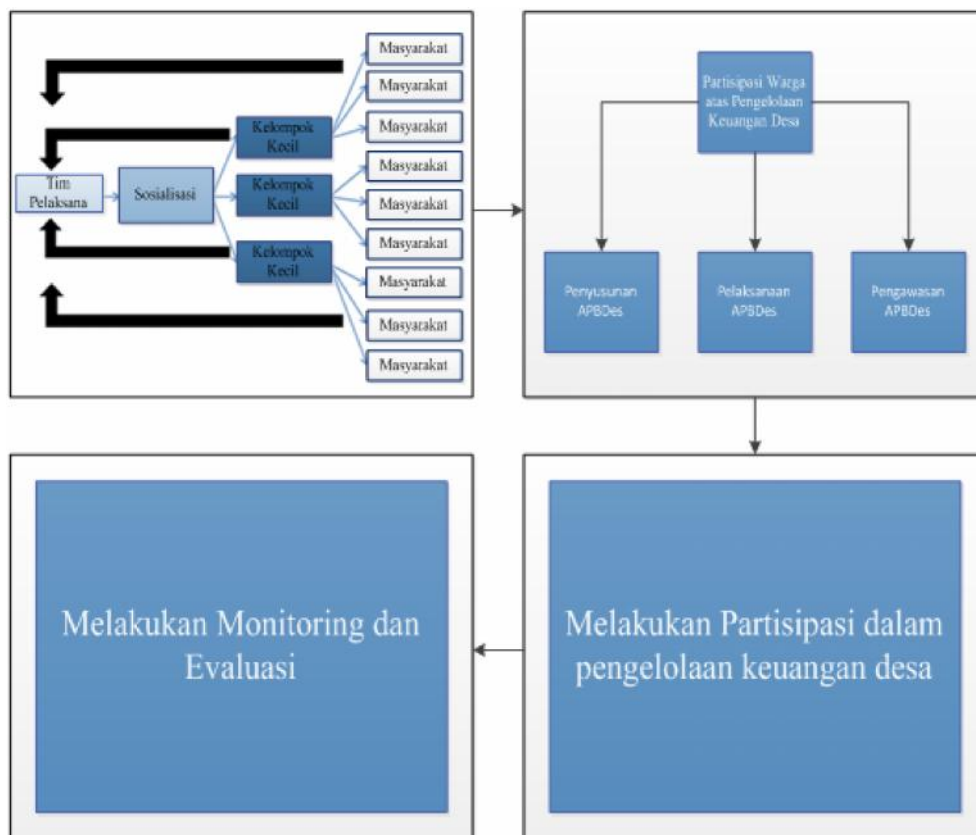 Masyarakat
Masyarakat
Masyarakat
Masyarakat
Masyarakat
Masyarakat
Masyarakat
Masyarakat
Masyarakat
Kelompok
Kecil
Kelompok
Kecil
Kelompok
Kecil
Tim
Pelaksana
Sosialisasi
Partisipasi Warga
atas Pengelolaan
Keuangan Desa
Penyusunan
APBDes
Pelaksanaan
APBDes
Pengawasan
APBDes
Melakukan Monitoring dan
Evaluasi
Melakukan Partisipasi dalam
pengelolaan keuangan desa